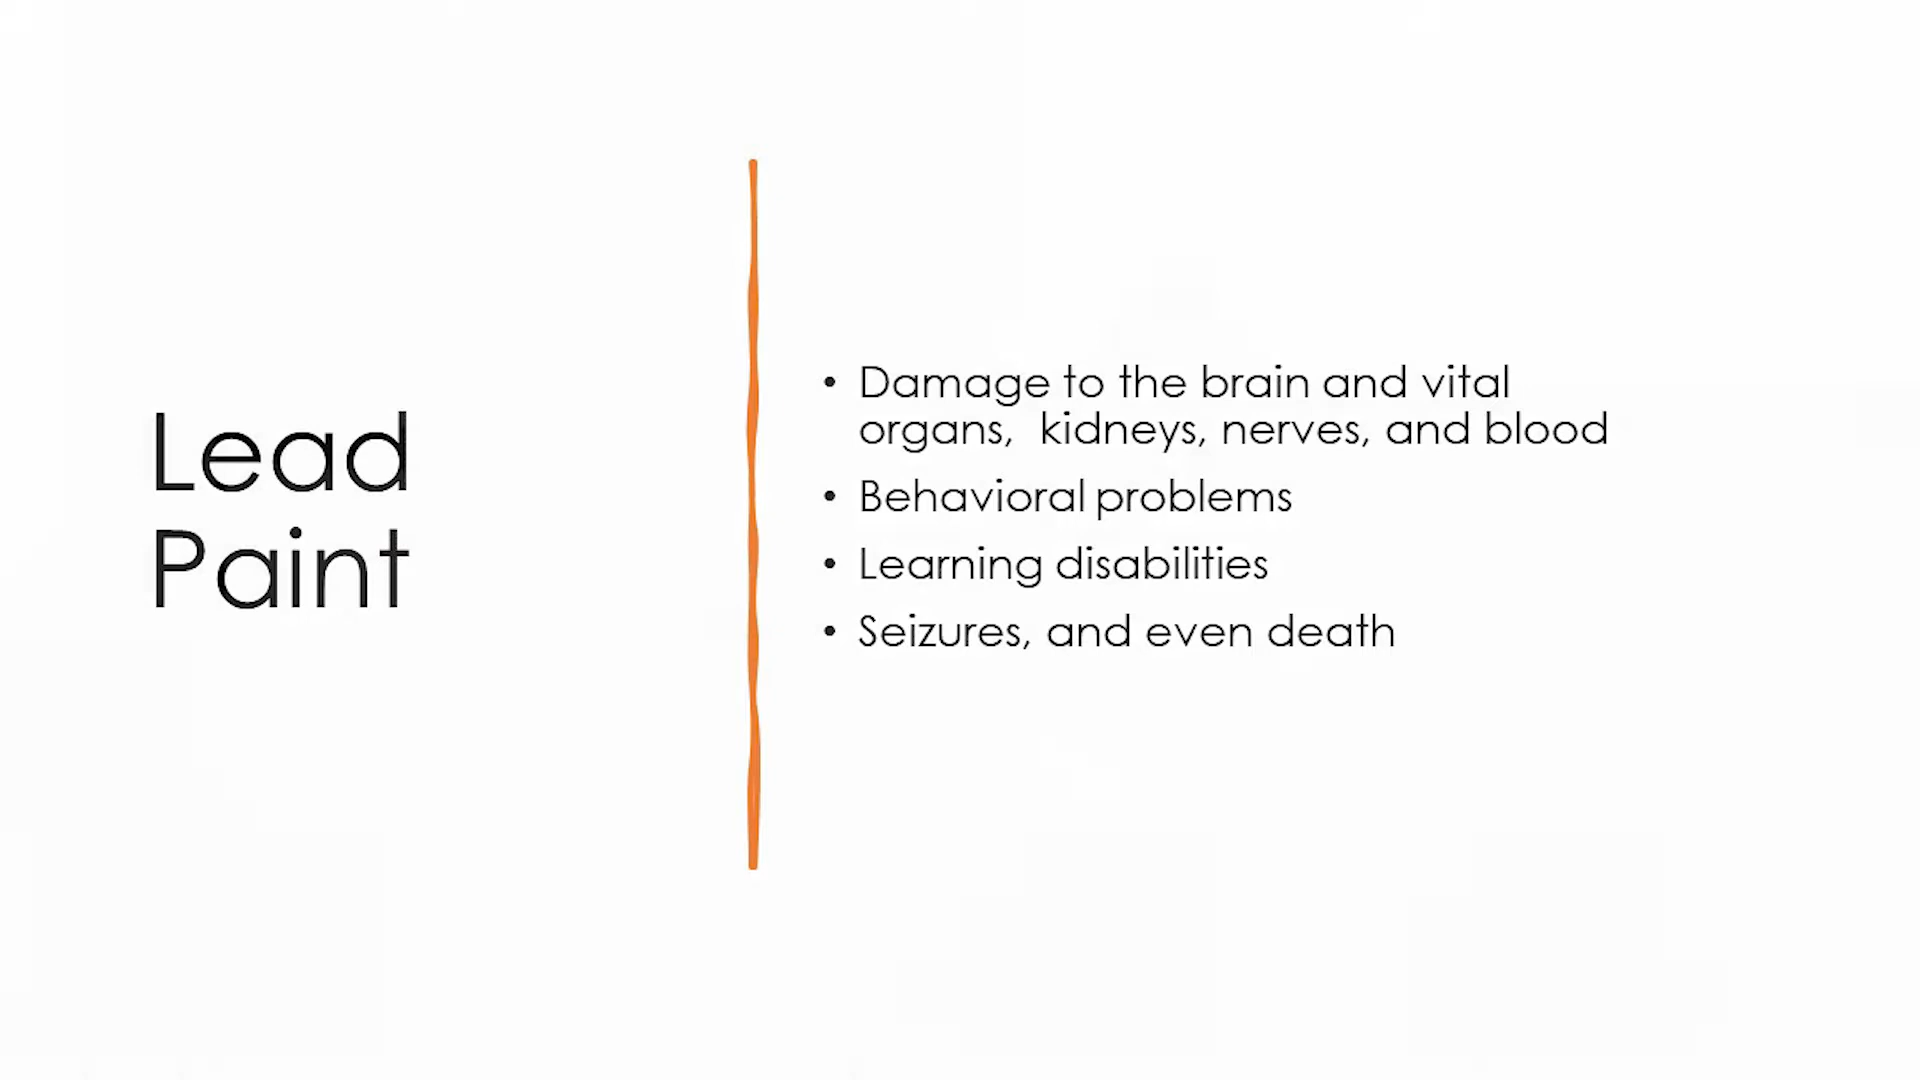 Lead
Paint
• Damage to the brain and vital
organs,  kidneys, nerves, and blood
• Behavioral problems
• Learning disabilities
• Seizures, and even death